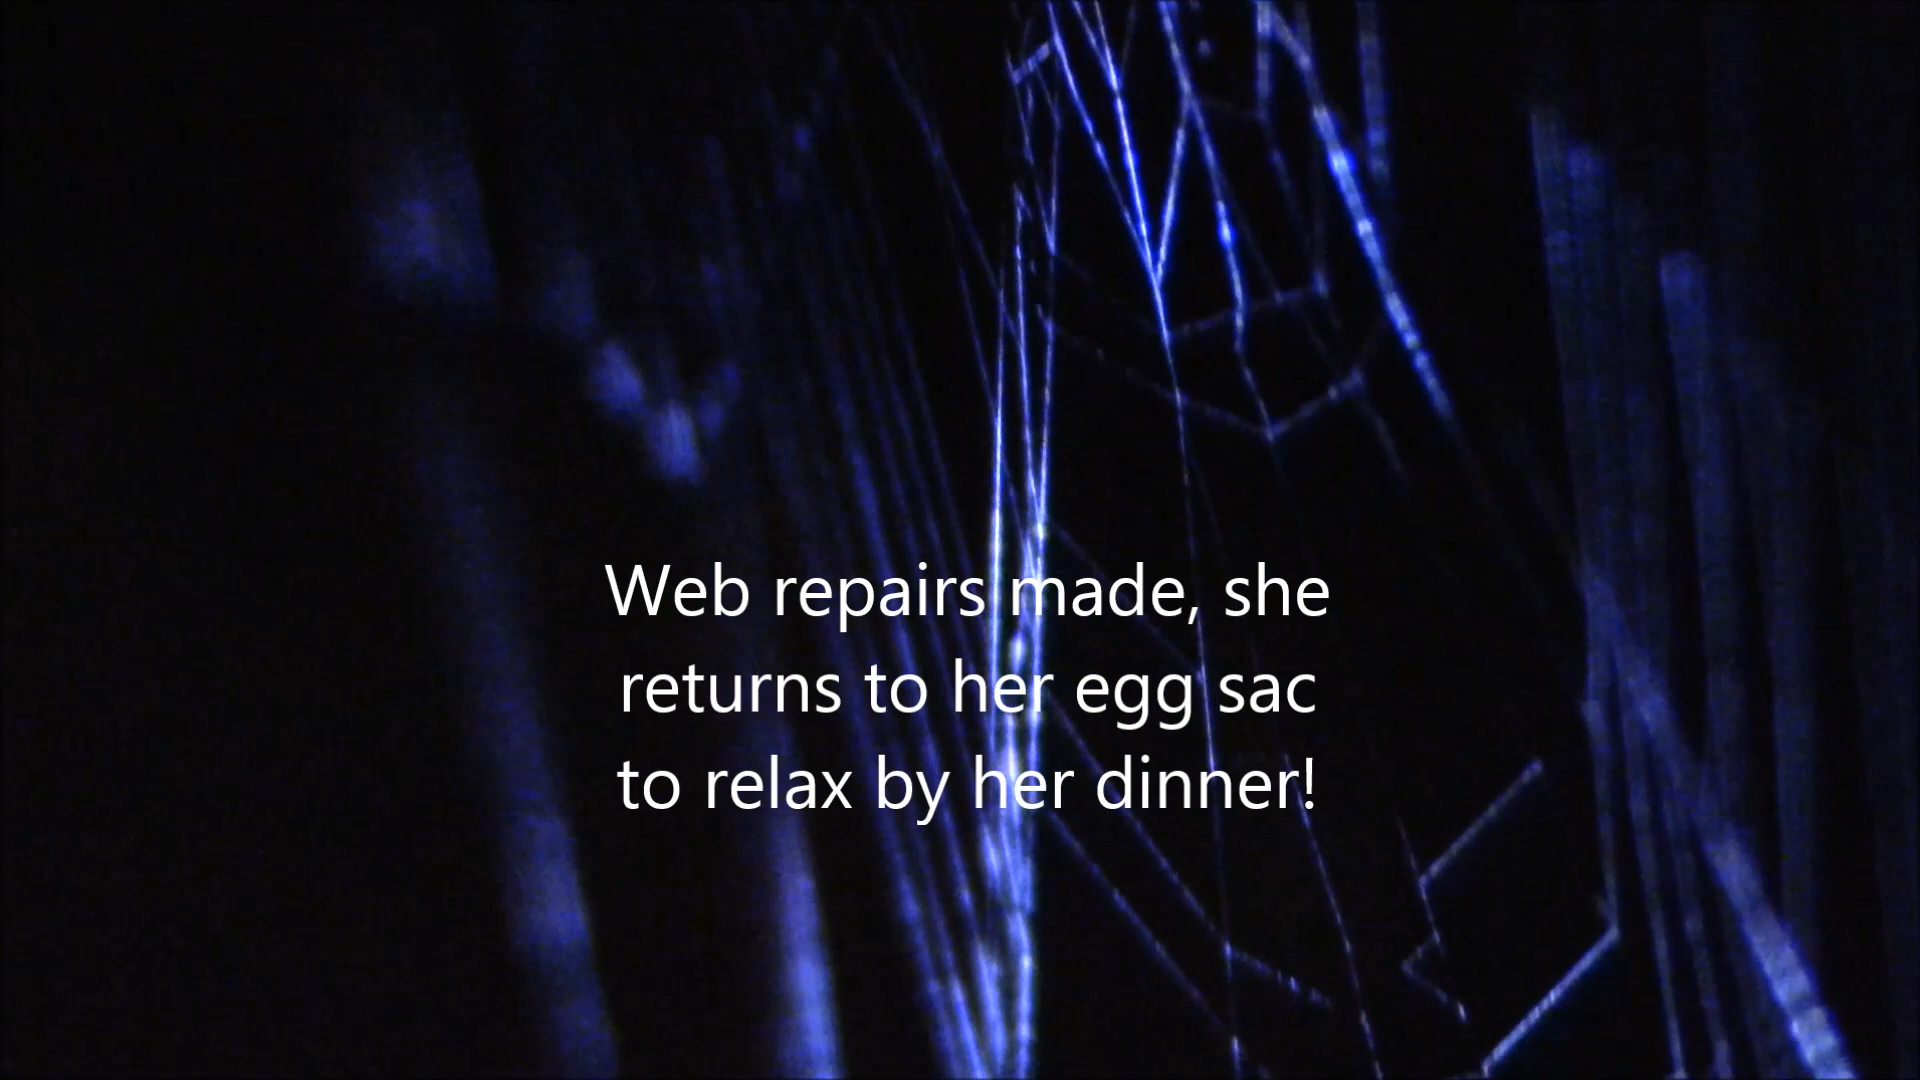 Web repairs made, she
returns to her egg sac
to relax by her dinner!